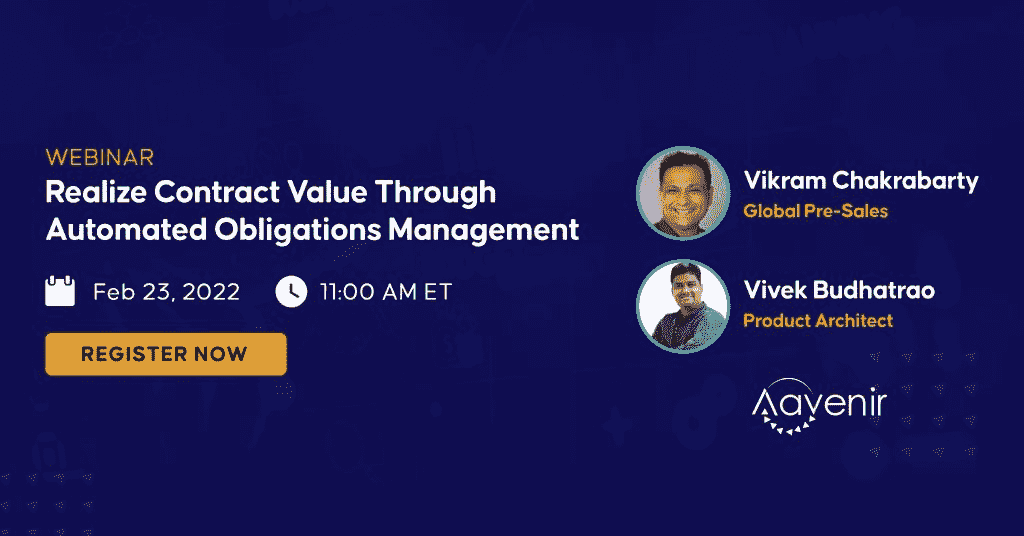 WEBINAR
Realize Contract Value Through
Automated Obligations Management
Feb 23, 2022
11:00 AM ET
REGISTER NOW
Vikram Chakrabarty
Global Pre-Sales
Vivek Budhatrao
Product Architect
Aavenir